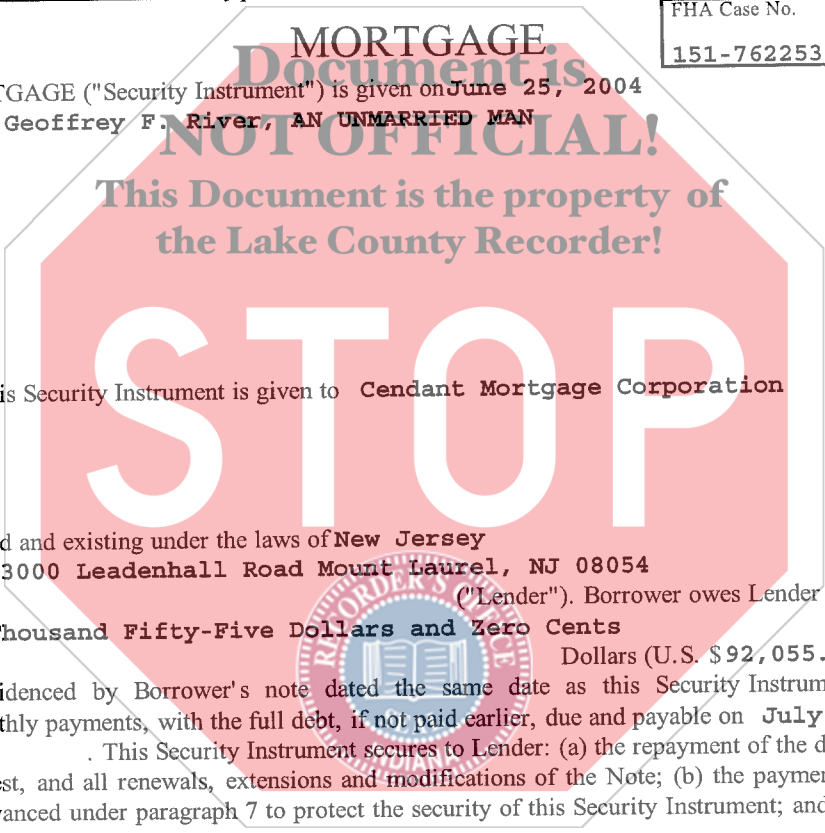 FHA Case No.
MORTGAGE
151-762253
Document is
TGAGE ("Security Instrument") is given on June 25, 2004
Geoffrey F. River, AN UNMARRIED MAN
NOT OFFICIAL!
This Document is the property of
the Lake County Recorder!
STOP
is Security Instrument is given to Cendant Mortgage Corporation
d and existing under the laws of New Jersey
3000 Leadenhall Road Mount Laurel, NJ 08054
("Lender"). Borrower owes Lender
Thousand Fifty-Five Dollars and Zero Cents
Dollars (U.S. $92,055.
RECORDER'S OFFICE
INDIANA
idenced by Borrower's note dated the same date as this Security Instrum
thly payments, with the full debt, if not paid earlier, due and payable on July
. This Security Instrument secures to Lender: (a) the repayment of the d
est, and all renewals, extensions and modifications of the Note; (b) the paymen
vanced under paragraph 7 to protect the security of this Security Instrument; and